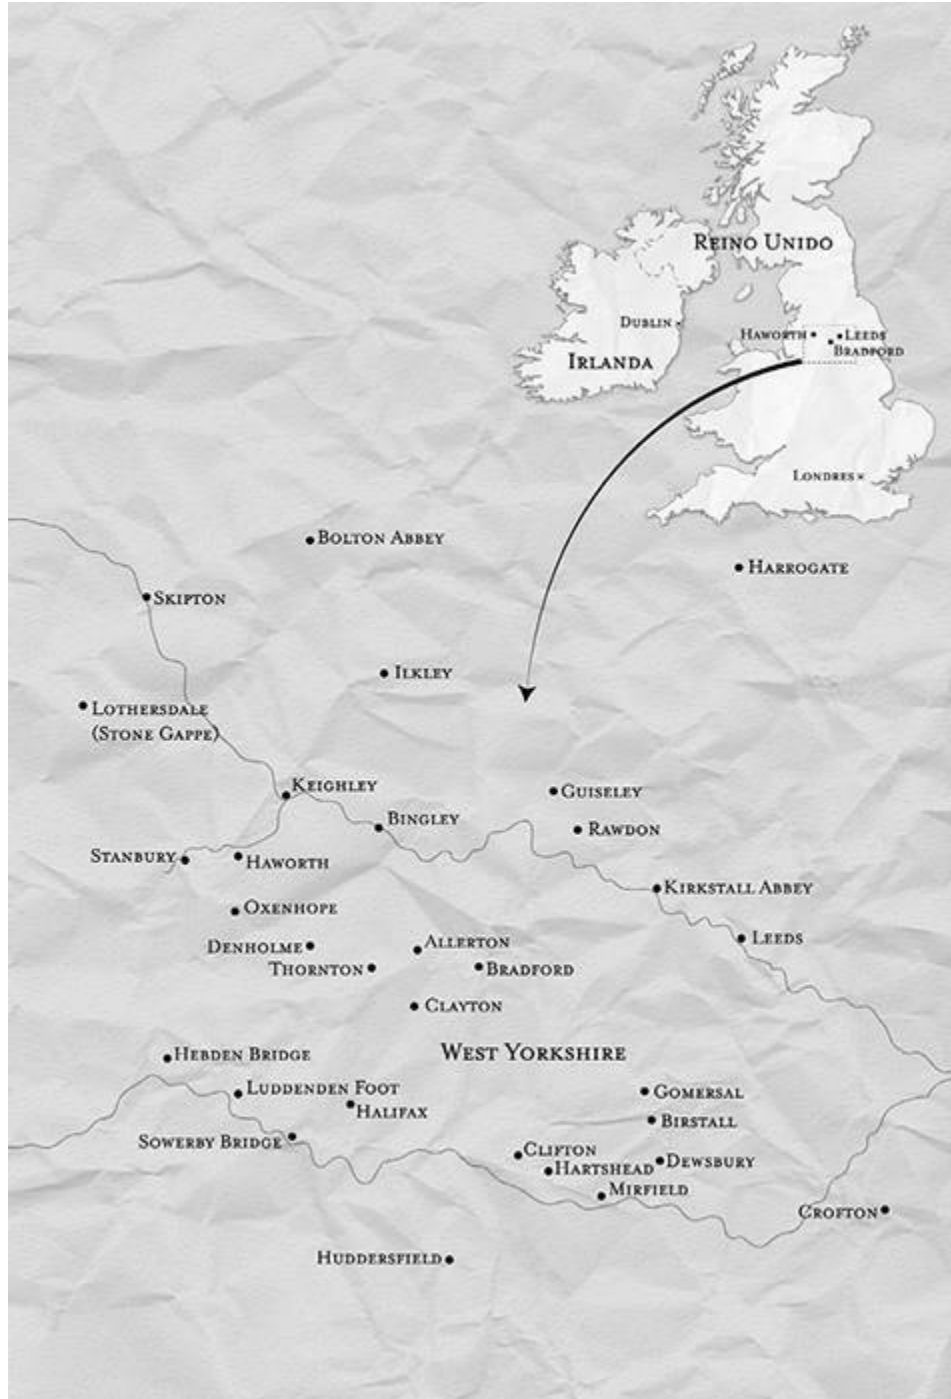 Reino Unido
Dublin
Irlanda
Haworth
Leeds
Bradford
Londres
Bolton Abbey
Harrogate
Skipton
Ilkley
Lothersdale
(Stone Gappe)
Keighley
Guiseley
Bingley
Rawdon
Stanbury
Haworth
Kirkstall Abbey
Oxenhope
Leeds
Denholme
Allerton
Thornton
Bradford
Clayton
West Yorkshire
Hebden Bridge
Luddenden Foot
Gomersal
Halifax
Birstall
Sowerby Bridge
Clifton
Hartshead
Dewsbury
Mirfield
Crofton
Huddersfield